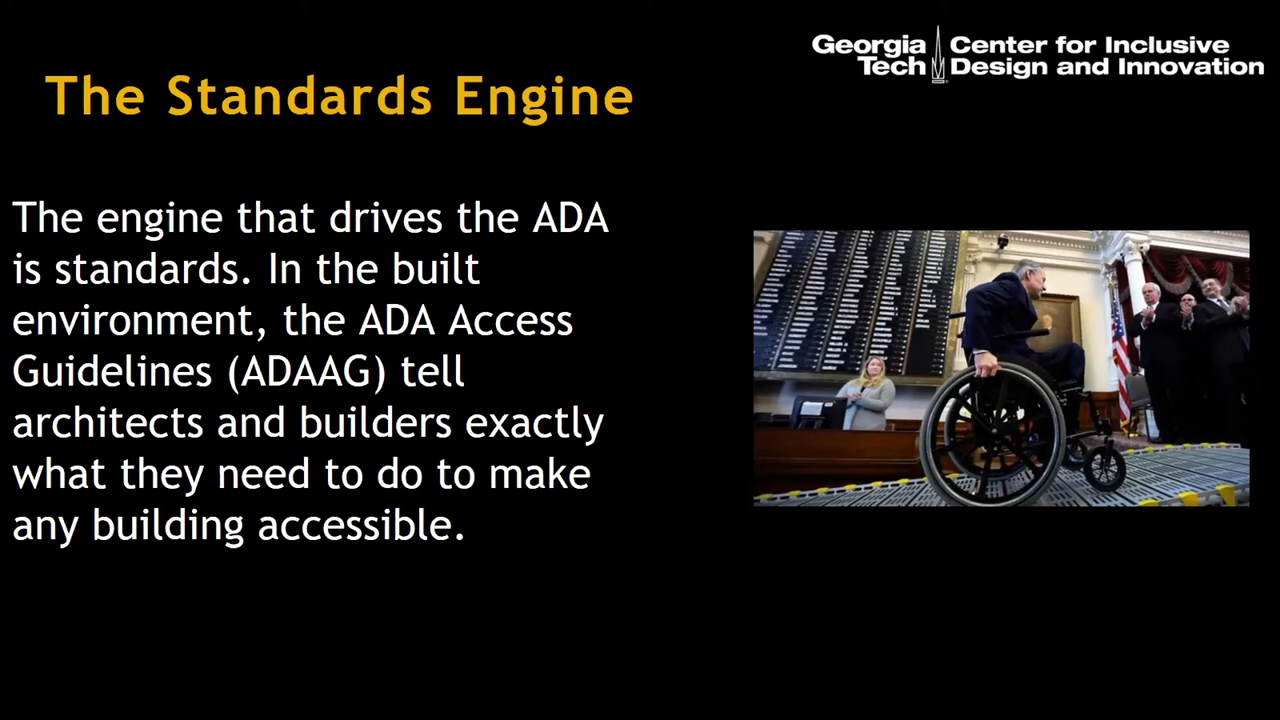 Georgia Tech Center for Inclusive Design and Innovation
The Standards Engine
The engine that drives the ADA
is standards. In the built
environment, the ADA Access
Guidelines (ADAAG) tell
architects and builders exactly
what they need to do to make
any building accessible.